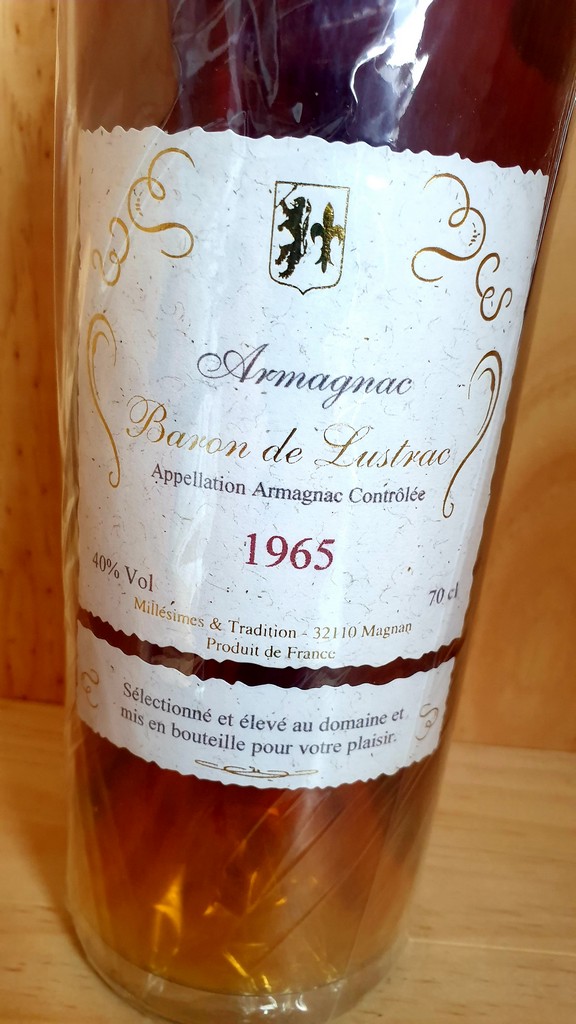 Armagnac
Baron de Lustrac
Appellation Armagnac Contrôlée
1965
40% Vol
70 cl
Millésimes & Tradition - 32110 Magnan
Produit de France
Sélectionné et élevé au domaine et
mis en bouteille pour votre plaisir.